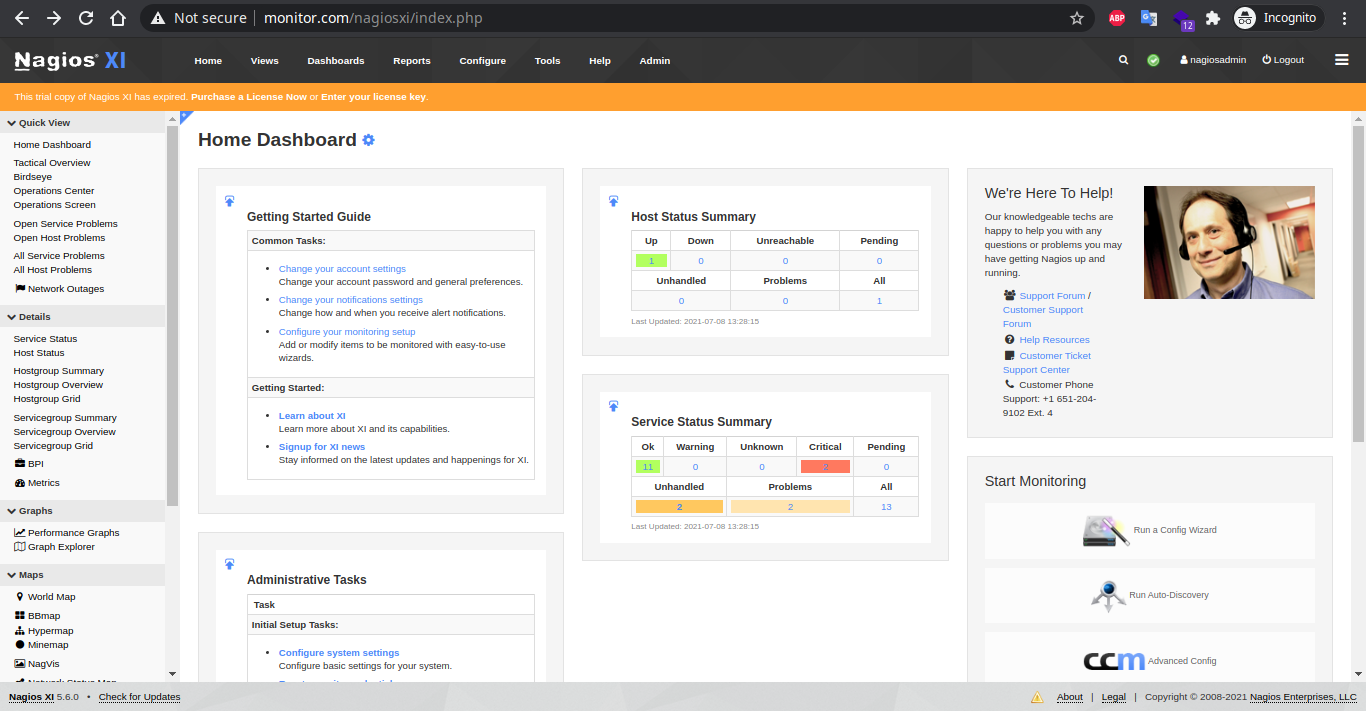 Not secure | monitor.com/nagiosxi/index.php
ABP
12
Incognito
Nagios® XI
Home
Views
Dashboards
Reports
Configure
Tools
Help
Admin
nagiosadmin
Logout
This trial copy of Nagios XI has expired. Purchase a License Now or Enter your license key.
Quick View
Home Dashboard
Tactical Overview
Birdseye
Operations Center
Operations Screen
Open Service Problems
Open Host Problems
All Service Problems
All Host Problems
Network Outages
Details
Service Status
Host Status
Hostgroup Summary
Hostgroup Overview
Hostgroup Grid
Servicegroup Summary
Servicegroup Overview
Servicegroup Grid
BPI
Metrics
Graphs
Performance Graphs
Graph Explorer
Maps
World Map
BBmap
Hypermap
Minemap
NagVis
Home Dashboard
Getting Started Guide
Common Tasks:
Change your account settings
Change your account password and general preferences.
Change your notifications settings
Change how and when you receive alert notifications.
Configure your monitoring setup
Add or modify items to be monitored with easy-to-use
wizards.
Getting Started:
Learn about XI
Learn more about XI and its capabilities.
Signup for XI news
Stay informed on the latest updates and happenings for XI.
Administrative Tasks
Task
Initial Setup Tasks:
Configure system settings
Configure basic settings for your system.
Host Status Summary
Up Down Unreachable Pending
1 0 0 0
Unhandled Problems All
0 0 1
Last Updated: 2021-07-08 13:28:15
Service Status Summary
Ok Warning Unknown Critical Pending
11 0 0 2 0
Unhandled Problems All
2 2 13
Last Updated: 2021-07-08 13:28:15
We're Here To Help!
Our knowledgeable techs are
happy to help you with any
questions or problems you may
have getting Nagios up and
running.
Support Forum /
Customer Support
Forum
Help Resources
Customer Ticket
Support Center
Customer Phone
Support: +1 651-204-
9102 Ext. 4
Start Monitoring
Run a Config Wizard
Run Auto-Discovery
ccm Advanced Config
Nagios XI 5.6.0 • Check for Updates
About | Legal | Copyright © 2008-2021 Nagios Enterprises, LLC